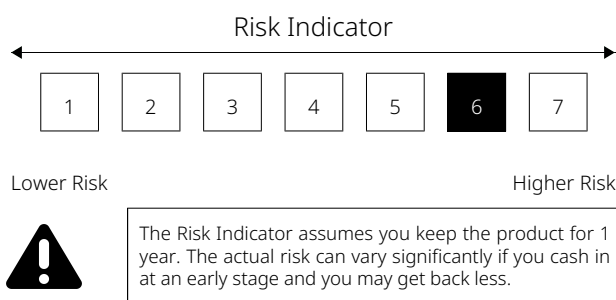 Risk Indicator
1 2 3 4 5 6 7
Lower Risk Higher Risk
The Risk Indicator assumes you keep the product for 1
year. The actual risk can vary significantly if you cash in
at an early stage and you may get back less.